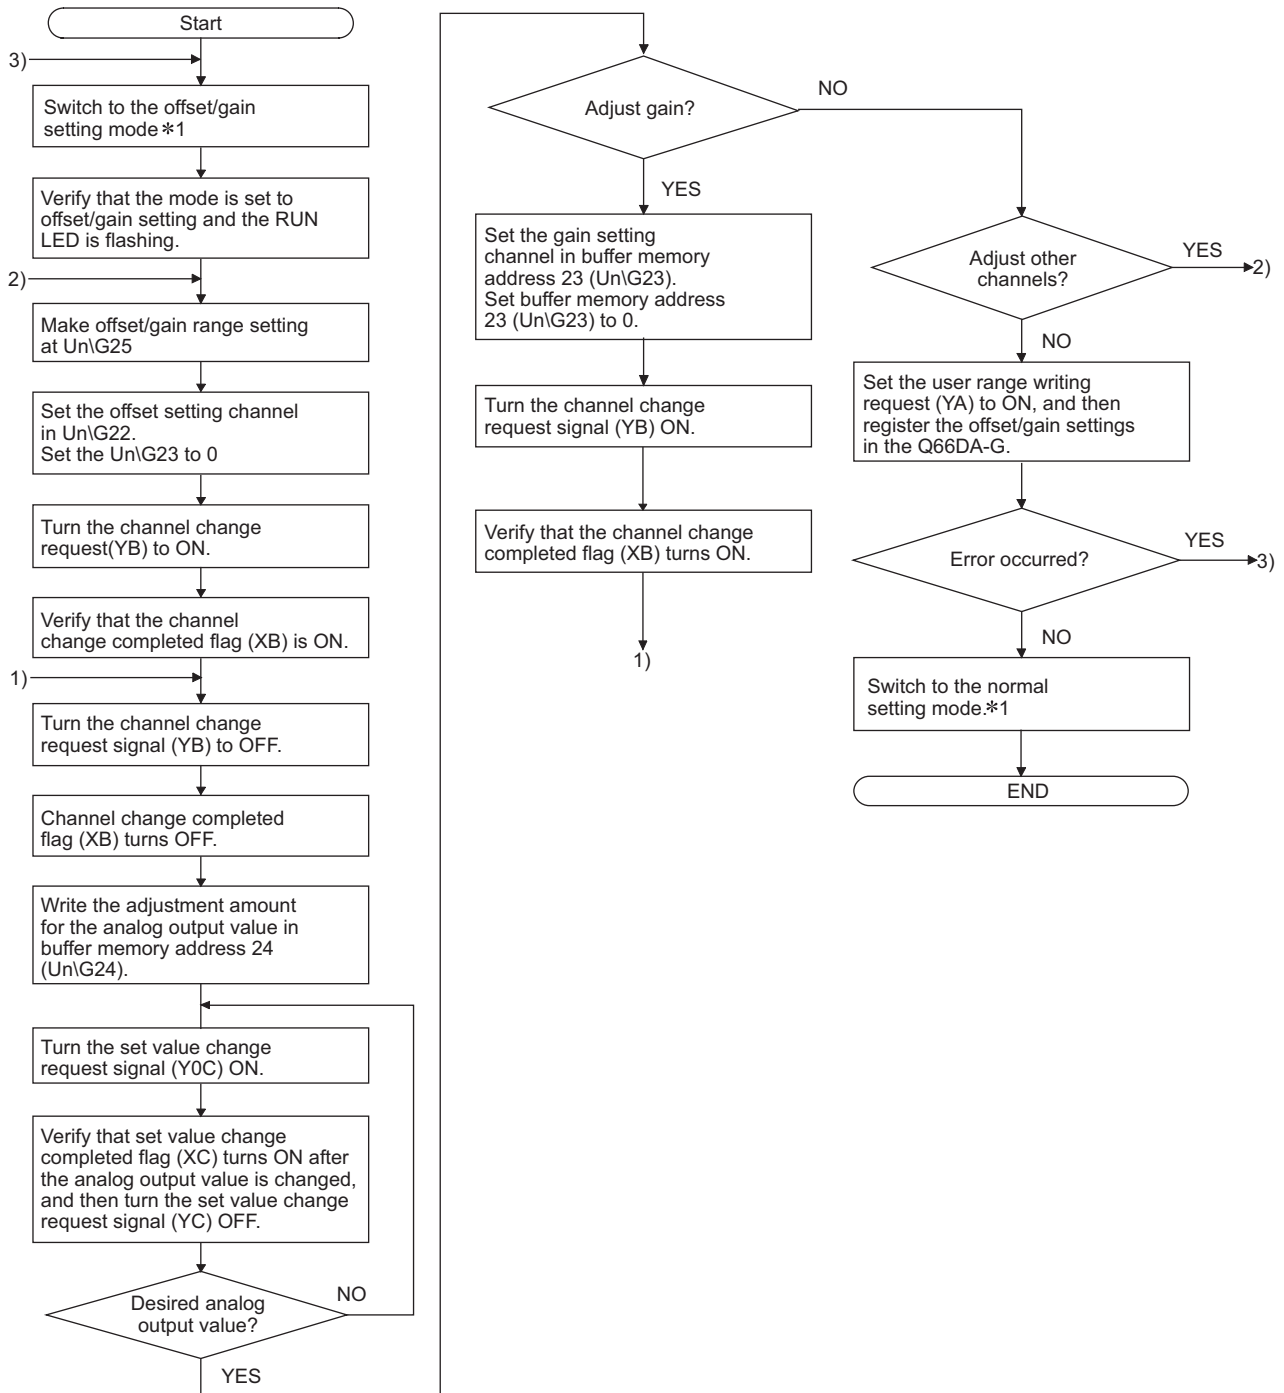 Start
3)
Switch to the offset/gain
setting mode*1
Verify that the mode is set to
offset/gain setting and the RUN
LED is flashing.
2)
Make offset/gain range setting
at Un\G25
Set the offset setting channel
in Un\G22.
Set the Un\G23 to 0
Turn the channel change
request(YB) to ON.
Verify that the channel
change completed flag (XB) is ON.
1)
Turn the channel change
request signal (YB) to OFF.
Channel change completed
flag (XB) turns OFF.
Write the adjustment amount
for the analog output value in
buffer memory address 24
(Un\G24).
Turn the set value change
request signal (Y0C) ON.
Verify that set value change
completed flag (XC) turns ON after
the analog output value is changed,
and then turn the set value change
request signal (YC) OFF.
Desired analog
output value?
NO
YES
Adjust gain?
NO
YES
Set the gain setting
channel in buffer memory
address 23 (Un\G23).
Set buffer memory address
23 (Un\G23) to 0.
Turn the channel change
request signal (YB) ON.
Verify that the channel change
completed flag (XB) turns ON.
1)
Adjust other
channels?
YES
2)
NO
Set the user range writing
request (YA) to ON, and then
register the offset/gain settings
in the Q66DA-G.
Error occurred?
YES
3)
NO
Switch to the normal
setting mode.*1
END